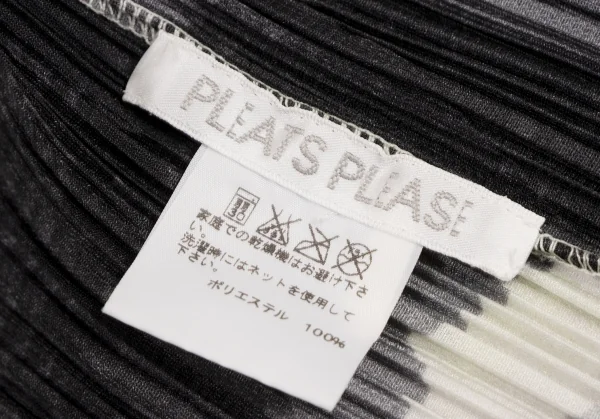 PLEATS PLEASE
家庭での乾燥機はお避け下さ
い。
洗濯時にはネットを使用して
下さい。
ポリエステル 100%